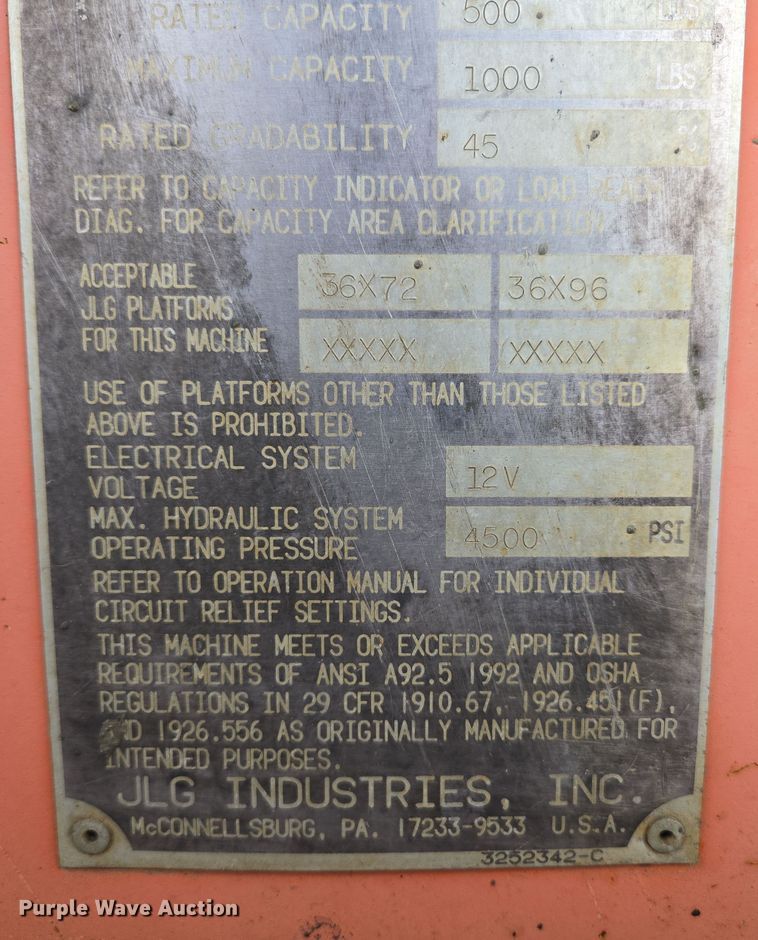 RATED CAPACITY 500 LBS
MAXIMUM CAPACITY 1000 LBS
RATED GRADABILITY 45 %
REFER TO CAPACITY INDICATOR OR LOAD REACH
DIAG. FOR CAPACITY AREA CLARIFICATION
ACCEPTABLE 36X72 36X96
JLG PLATFORMS
FOR THIS MACHINE XXXXX XXXXX
USE OF PLATFORMS OTHER THAN THOSE LISTED
ABOVE IS PROHIBITED.
ELECTRICAL SYSTEM
VOLTAGE 12V
MAX. HYDRAULIC SYSTEM
OPERATING PRESSURE 4500 PSI
REFER TO OPERATION MANUAL FOR INDIVIDUAL
CIRCUIT RELIEF SETTINGS.
THIS MACHINE MEETS OR EXCEEDS APPLICABLE
REQUIREMENTS OF ANSI A92.5 1992 AND OSHA
REGULATIONS IN 29 CFR 1910.67, 1926.451(F),
AND 1926.556 AS ORIGINALLY MANUFACTURED FOR
INTENDED PURPOSES.
JLG INDUSTRIES, INC.
McCONNELLSBURG, PA. 17233-9533 U.S.A.
3252342-C
Purple Wave Auction